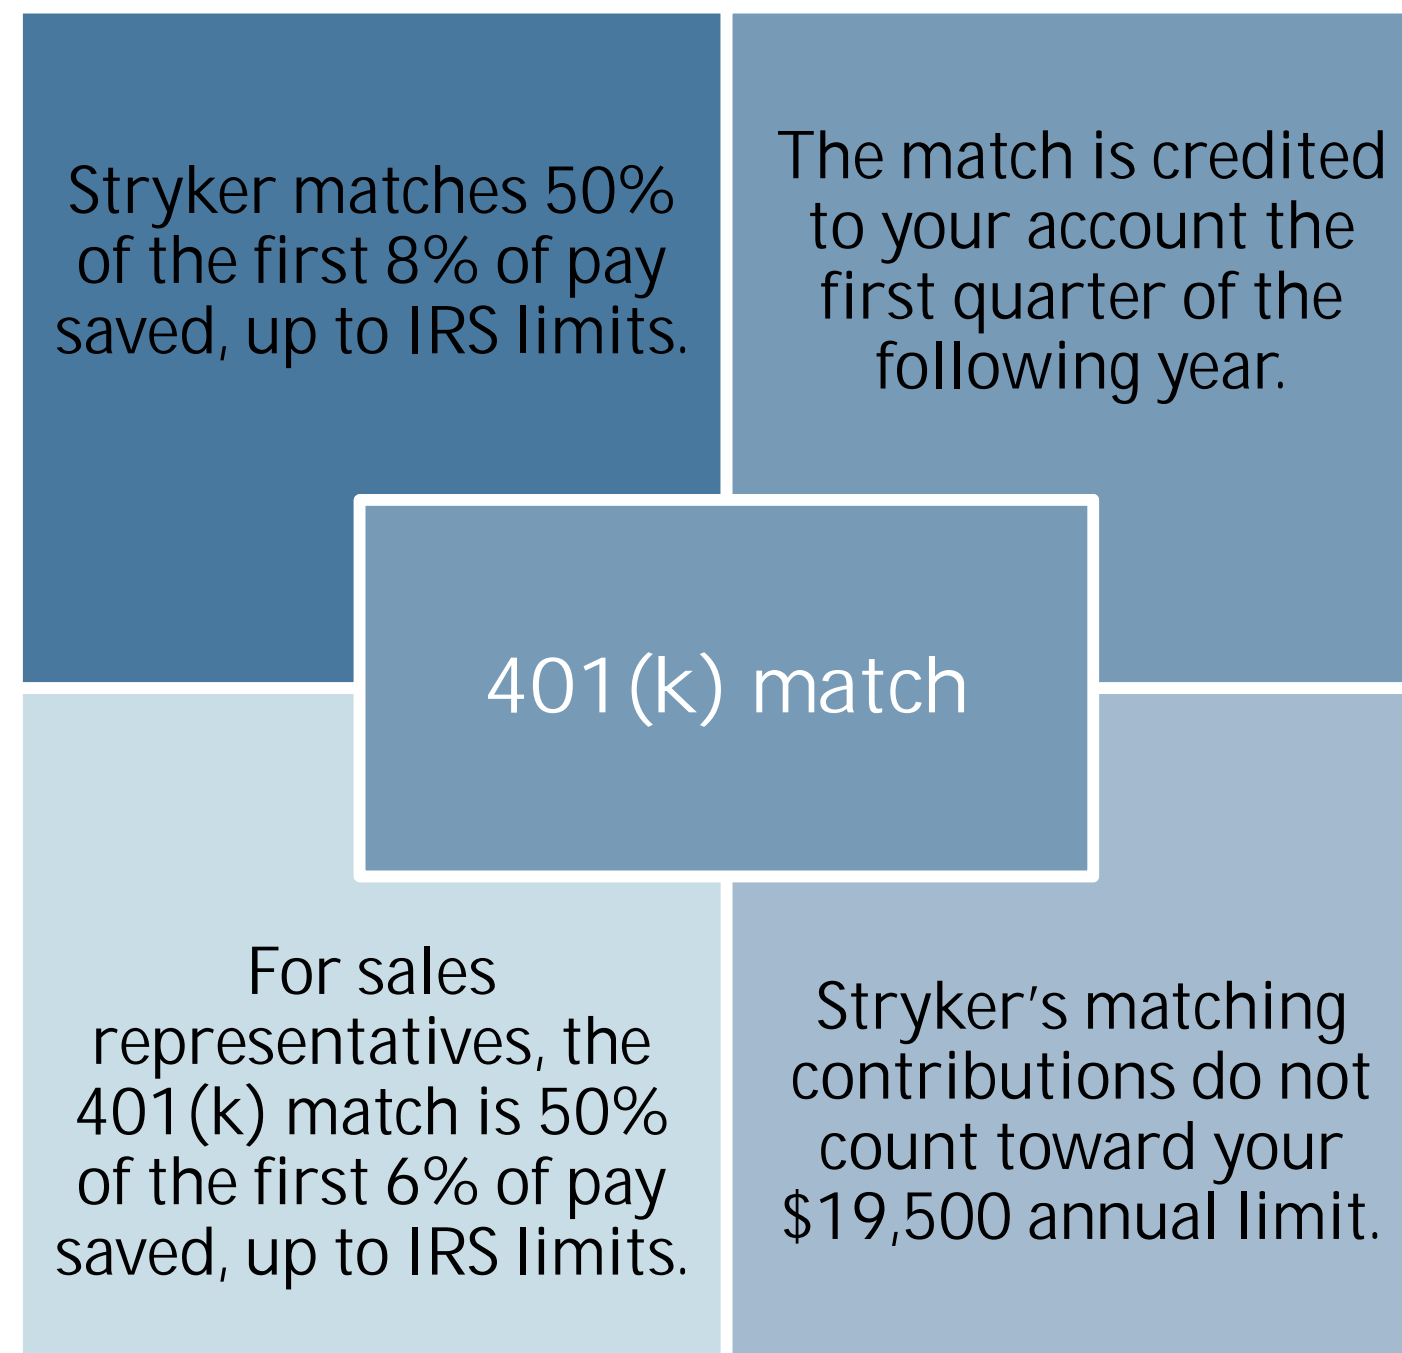 Stryker matches 50%
of the first 8% of pay
saved, up to IRS limits.
The match is credited
to your account the
first quarter of the
following year.
401(k) match
For sales
representatives, the
401(k) match is 50%
of the first 6% of pay
saved, up to IRS limits.
Stryker’s matching
contributions do not
count toward your
$19,500 annual limit.